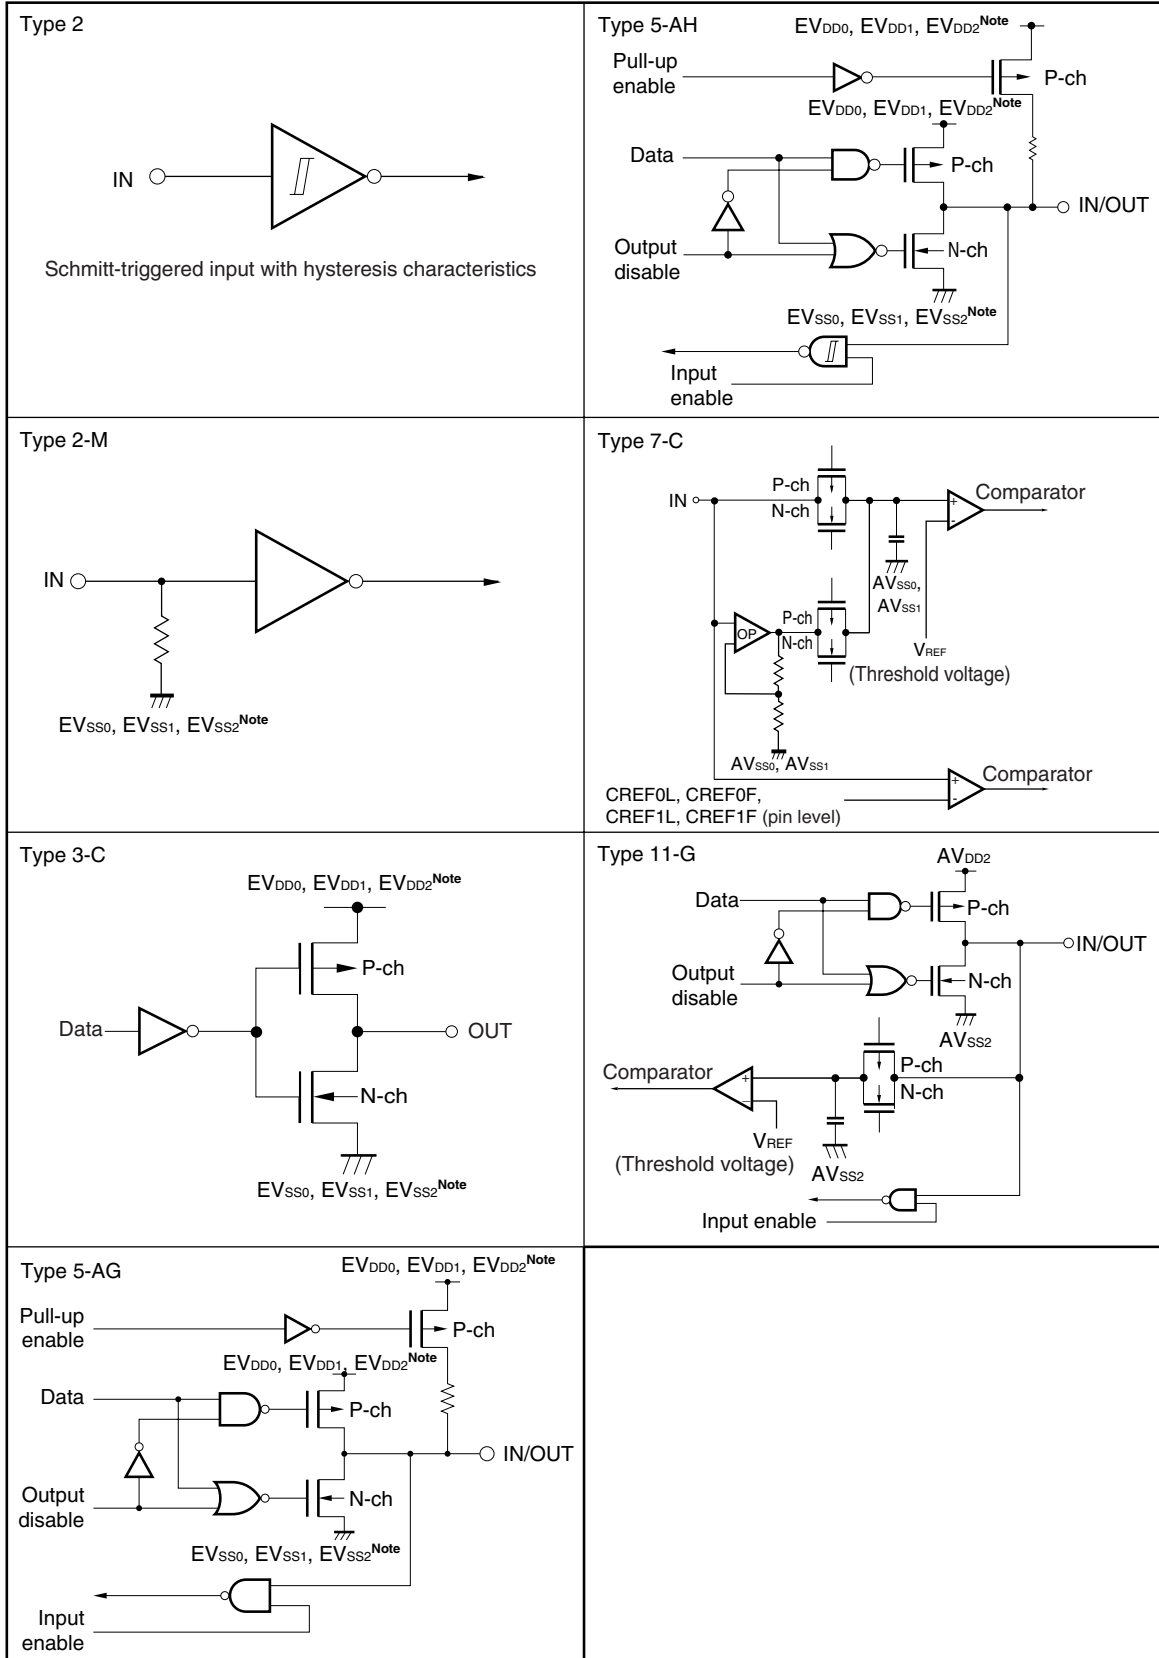 Type 2
IN
Schmitt-triggered input with hysteresis characteristics
Type 5-AH
EVDD0, EVDD1, EVDD2Note
Pull-up
enable
P-ch
EVDD0, EVDD1, EVDD2Note
Data
P-ch
IN/OUT
Output
disable
N-ch
EVSS0, EVSS1, EVSS2Note
Input
enable
Type 2-M
IN
EVSS0, EVSS1, EVSS2Note
Type 7-C
IN
P-ch
N-ch
+
-
Comparator
AVSS0,
AVSS1
OP
P-ch
N-ch
VREF
(Threshold voltage)
AVSS0, AVSS1
+
-
Comparator
CREF0L, CREF0F,
CREF1L, CREF1F (pin level)
Type 3-C
EVDD0, EVDD1, EVDD2Note
P-ch
Data
OUT
N-ch
EVSS0, EVSS1, EVSS2Note
Type 11-G
AVDD2
Data
P-ch
IN/OUT
Output
disable
N-ch
AVSS2
Comparator
+
–
P-ch
N-ch
VREF
(Threshold voltage)
AVSS2
Input enable
Type 5-AG
EVDD0, EVDD1, EVDD2Note
Pull-up
enable
P-ch
EVDD0, EVDD1, EVDD2Note
Data
P-ch
IN/OUT
Output
disable
N-ch
EVSS0, EVSS1, EVSS2Note
Input
enable